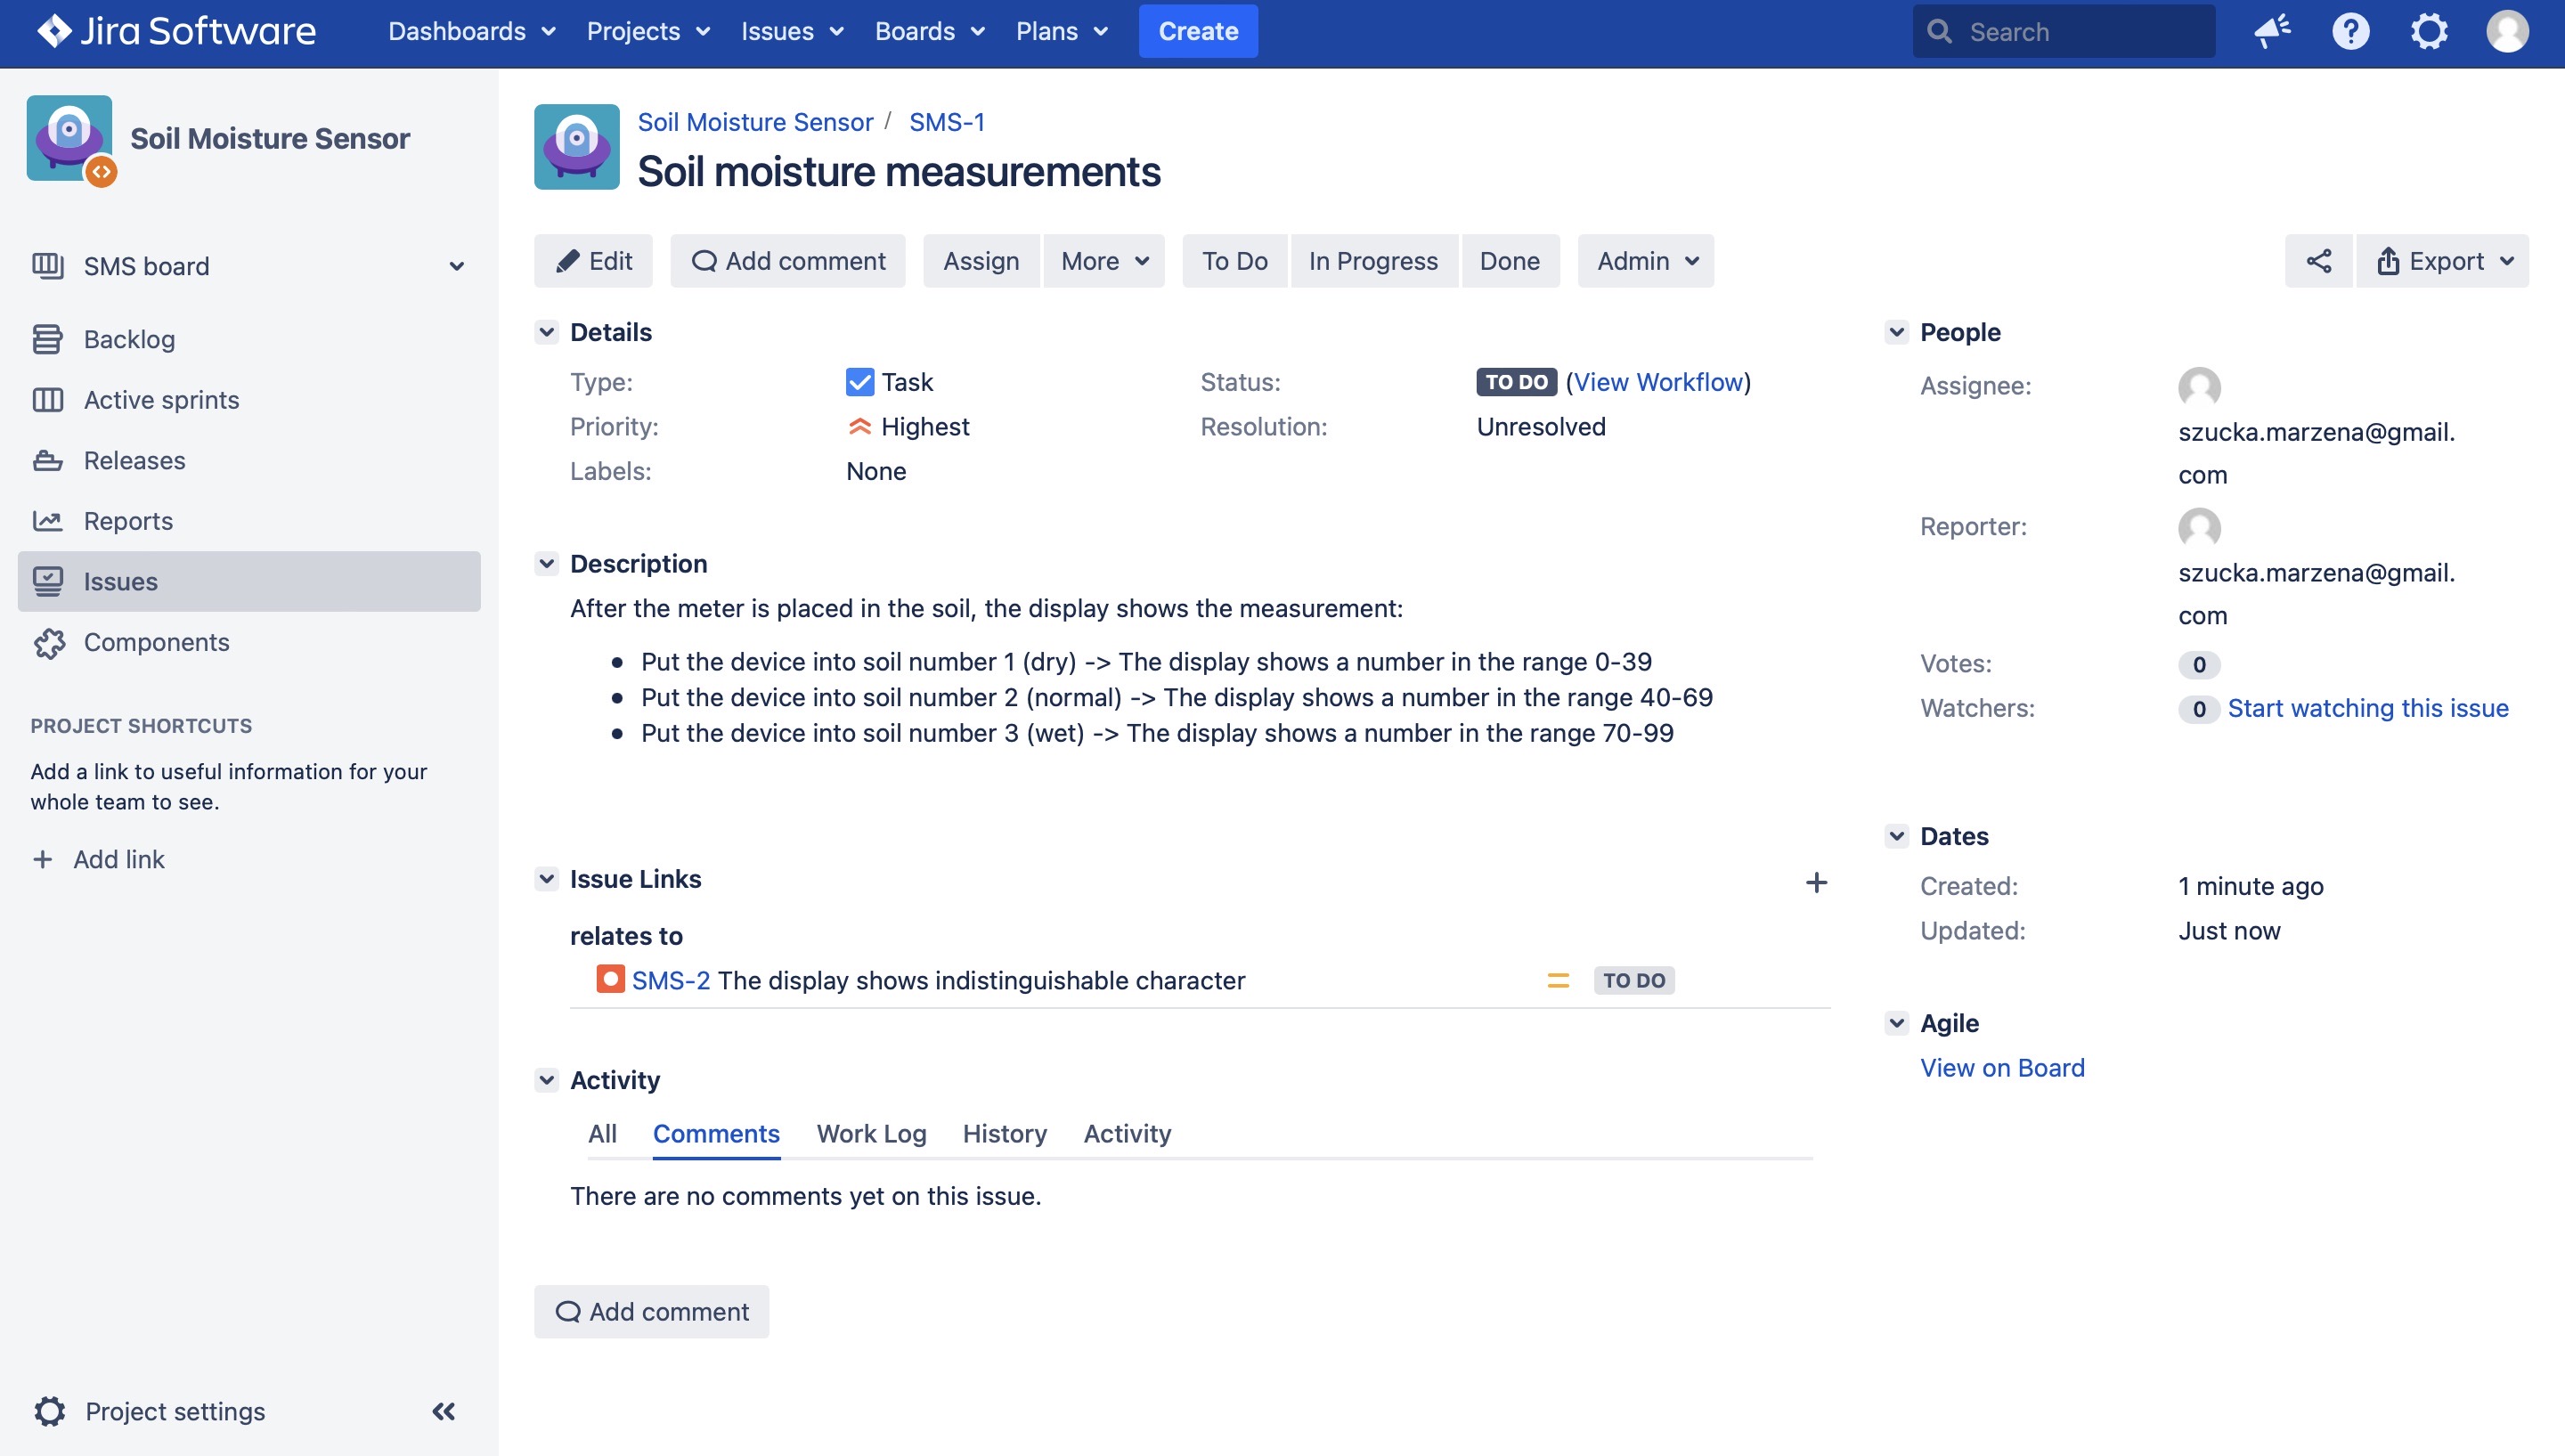 Jira Software
Dashboards
Projects
Issues
Boards
Plans
Create
Search
Soil Moisture Sensor
SMS board
Backlog
Active sprints
Releases
Reports
Issues
Components
PROJECT SHORTCUTS
Add a link to useful information for your
whole team to see.
+ Add link
Project settings
Soil Moisture Sensor / SMS-1
Soil moisture measurements
Edit
Add comment
Assign
More
To Do
In Progress
Done
Admin
Export
Details
Type: Task
Status: TO DO (View Workflow)
Priority: Highest
Resolution: Unresolved
Labels: None
Description
After the meter is placed in the soil, the display shows the measurement:
• Put the device into soil number 1 (dry) -> The display shows a number in the range 0-39
• Put the device into soil number 2 (normal) -> The display shows a number in the range 40-69
• Put the device into soil number 3 (wet) -> The display shows a number in the range 70-99
Issue Links
relates to
SMS-2 The display shows indistinguishable character TO DO
Activity
All Comments Work Log History Activity
There are no comments yet on this issue.
Add comment
People
Assignee:
szucka.marzena@gmail.
com
Reporter:
szucka.marzena@gmail.
com
Votes: 0
Watchers: 0 Start watching this issue
Dates
Created: 1 minute ago
Updated: Just now
Agile
View on Board